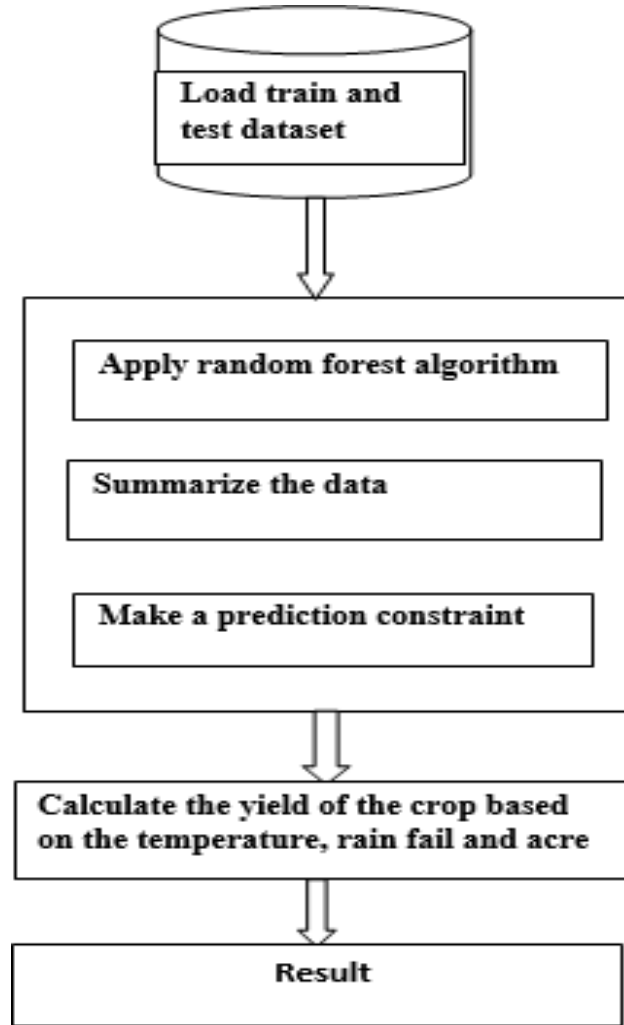 Load train and
test dataset
Apply random forest algorithm
Summarize the data
Make a prediction constraint
Calculate the yield of the crop based
on the temperature, rain fail and acre
Result